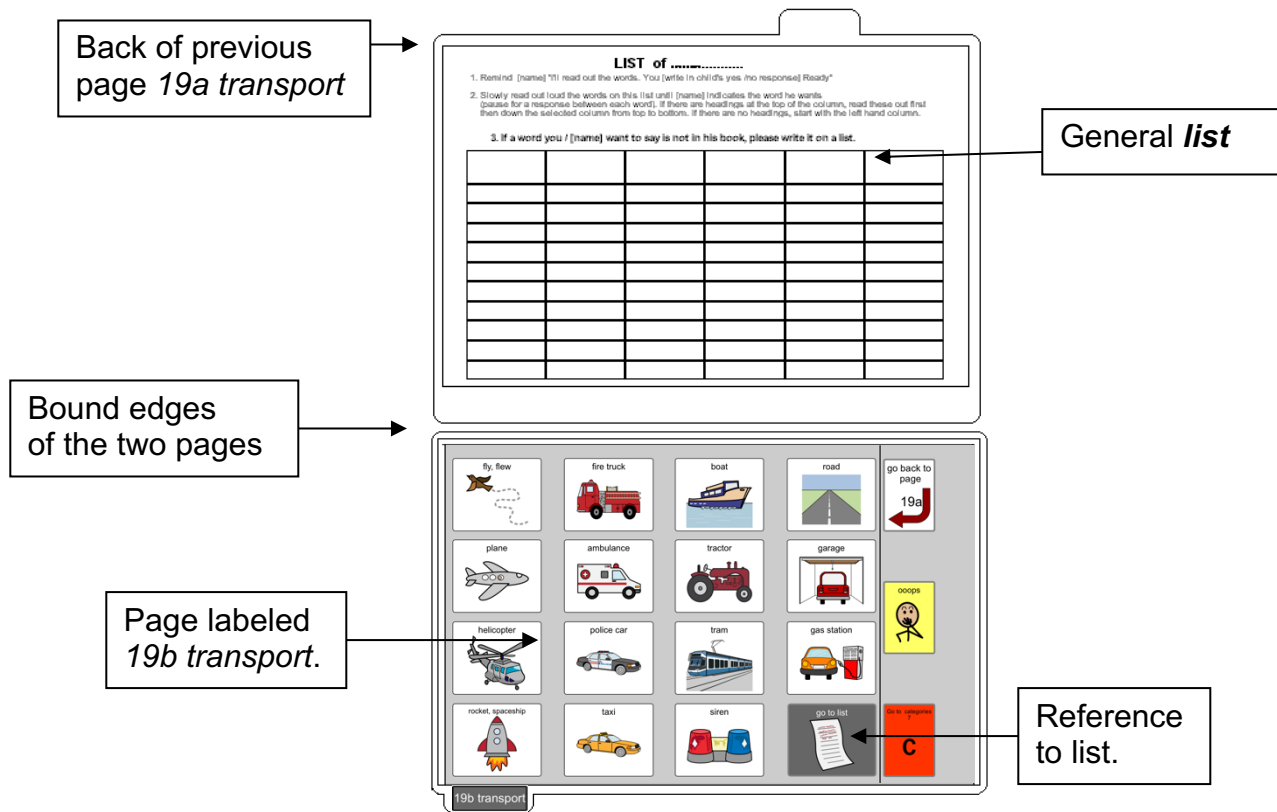 Back of previous
page 19a transport
LIST of ...................
1. Remind [name] "I'll read out the words. You [write in child's yes /no response] Ready"
2. Slowly read out loud the words on this list until [name] indicates the word he wants
(pause for a response between each word). If there are headings at the top of the column, read these out first
then down the selected column from top to bottom. If there are no headings, start with the left hand column.
3. If a word you / [name] want to say is not in his book, please write it on a list.
General list
Bound edges
of the two pages
fly, flew
fire truck
boat
road
go back to
page
19a
plane
ambulance
tractor
garage
ooops
Page labeled
19b transport.
helicopter
police car
tram
gas station
rocket, spaceship
taxi
siren
go to list
Go to categories
7
C
Reference
to list.
19b transport